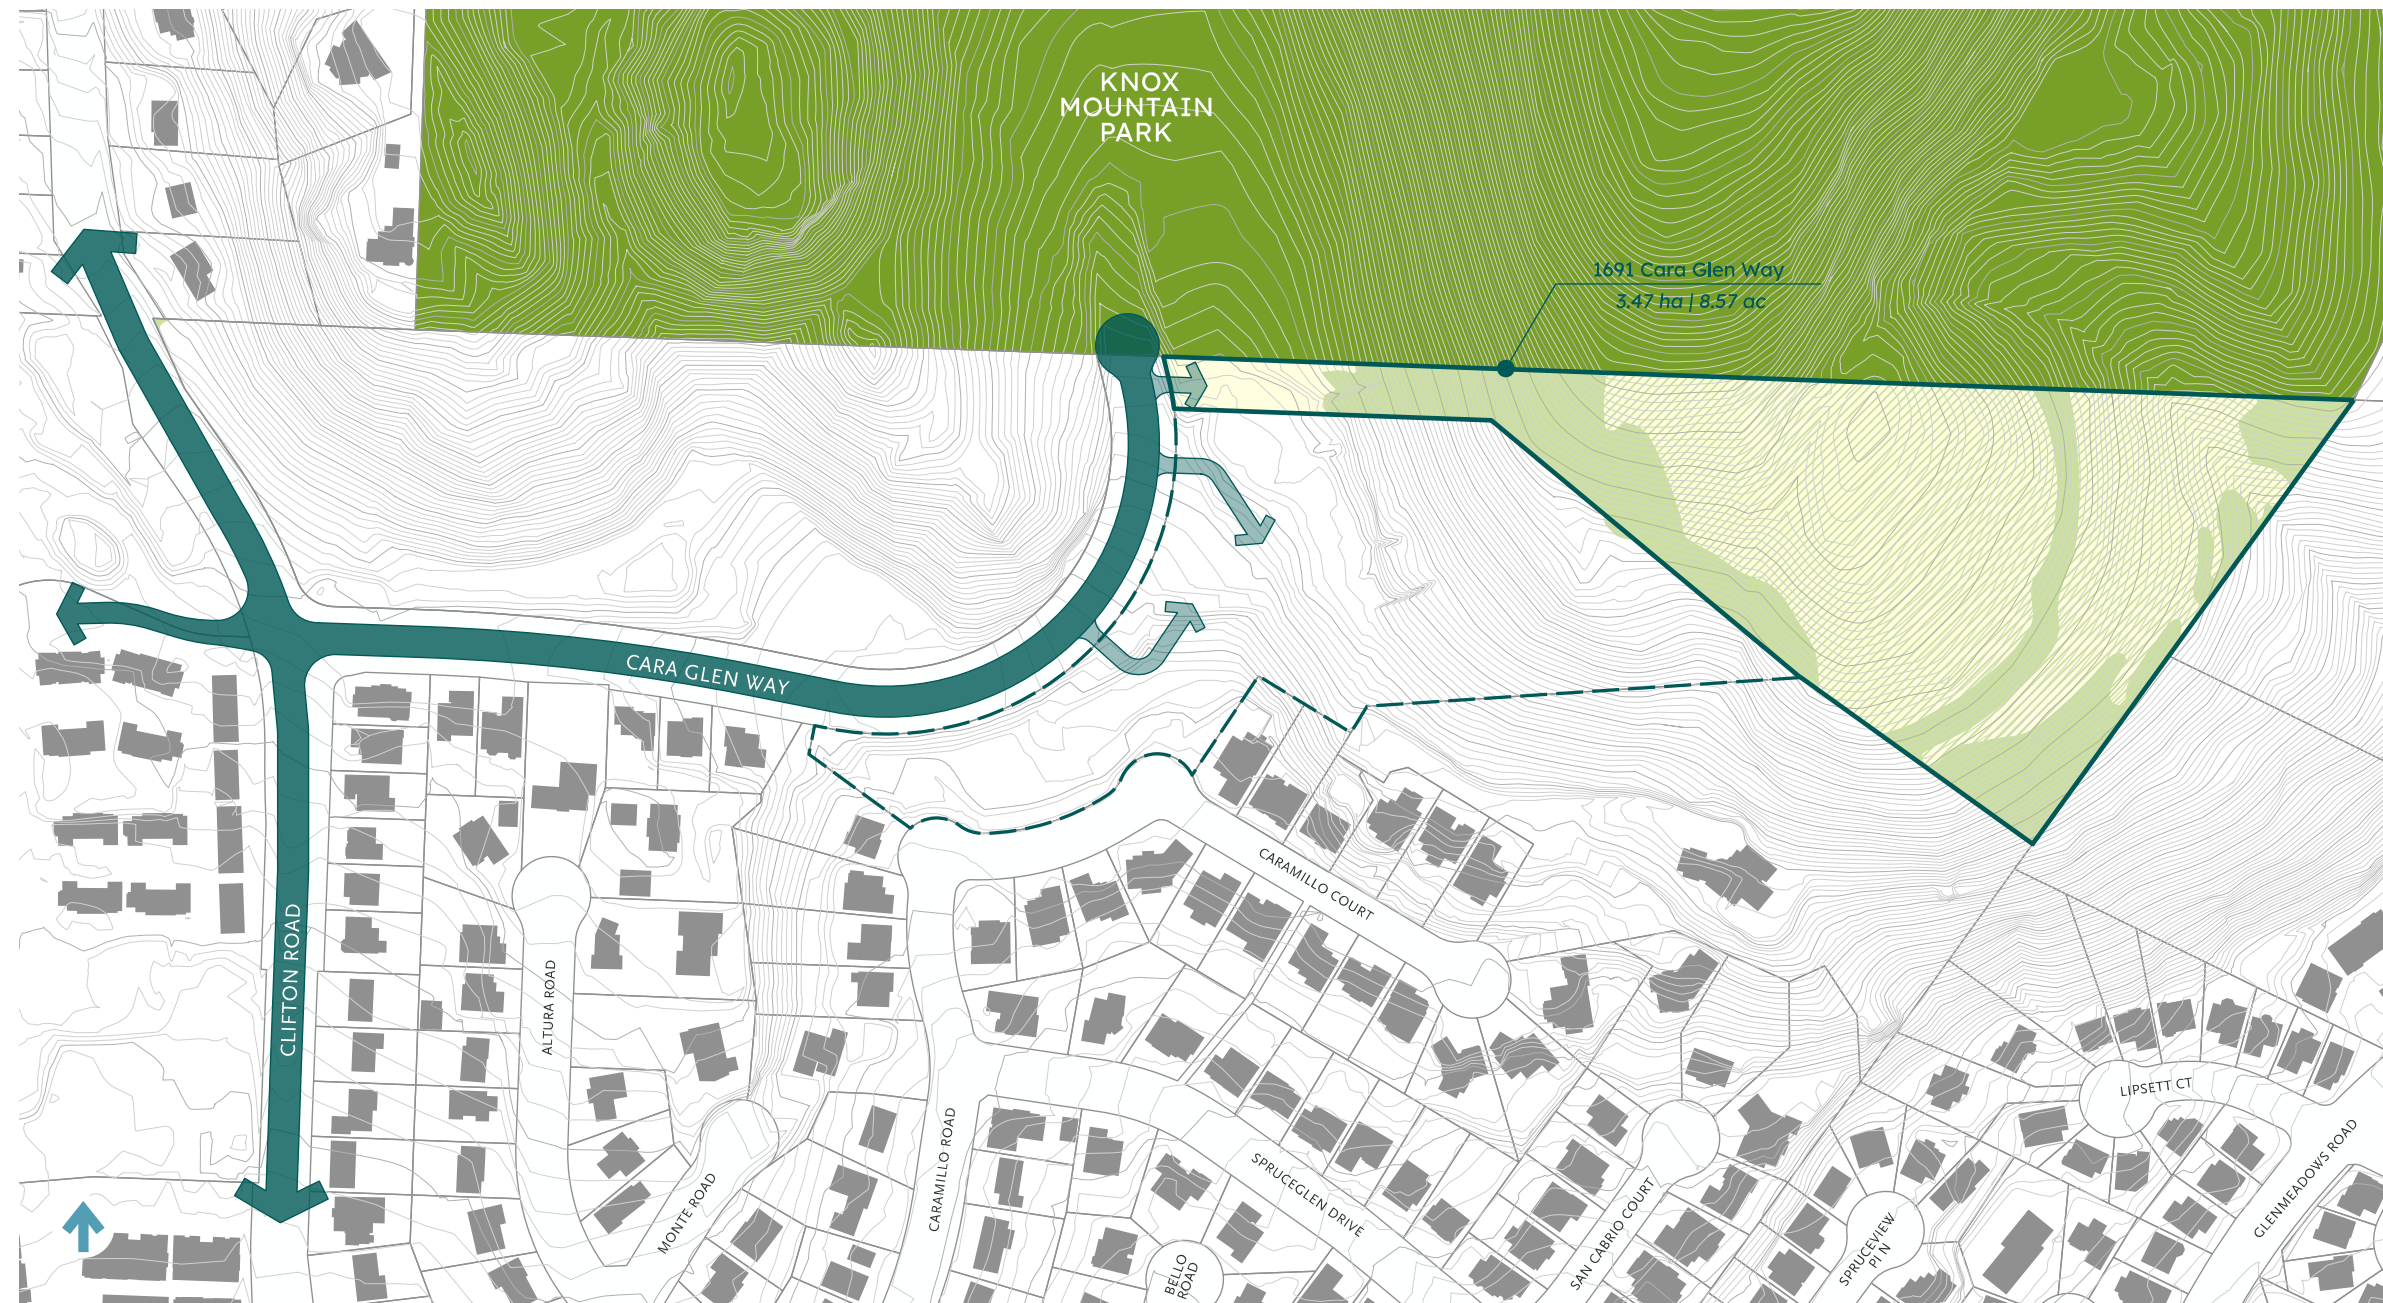 KNOX
MOUNTAIN
PARK
1691 Cara Glen Way
3.47 ha | 8.57 ac
CARA GLEN WAY
CLIFTON ROAD
ALTURA ROAD
MONTE ROAD
CARAMILLO ROAD
CARAMILLO COURT
SPRUCEGLEN DRIVE
BELLO
ROAD
SAN CABRIO COURT
SPRUCEVIEW
PL N
LIPSETT CT
GLENMEADOWS ROAD